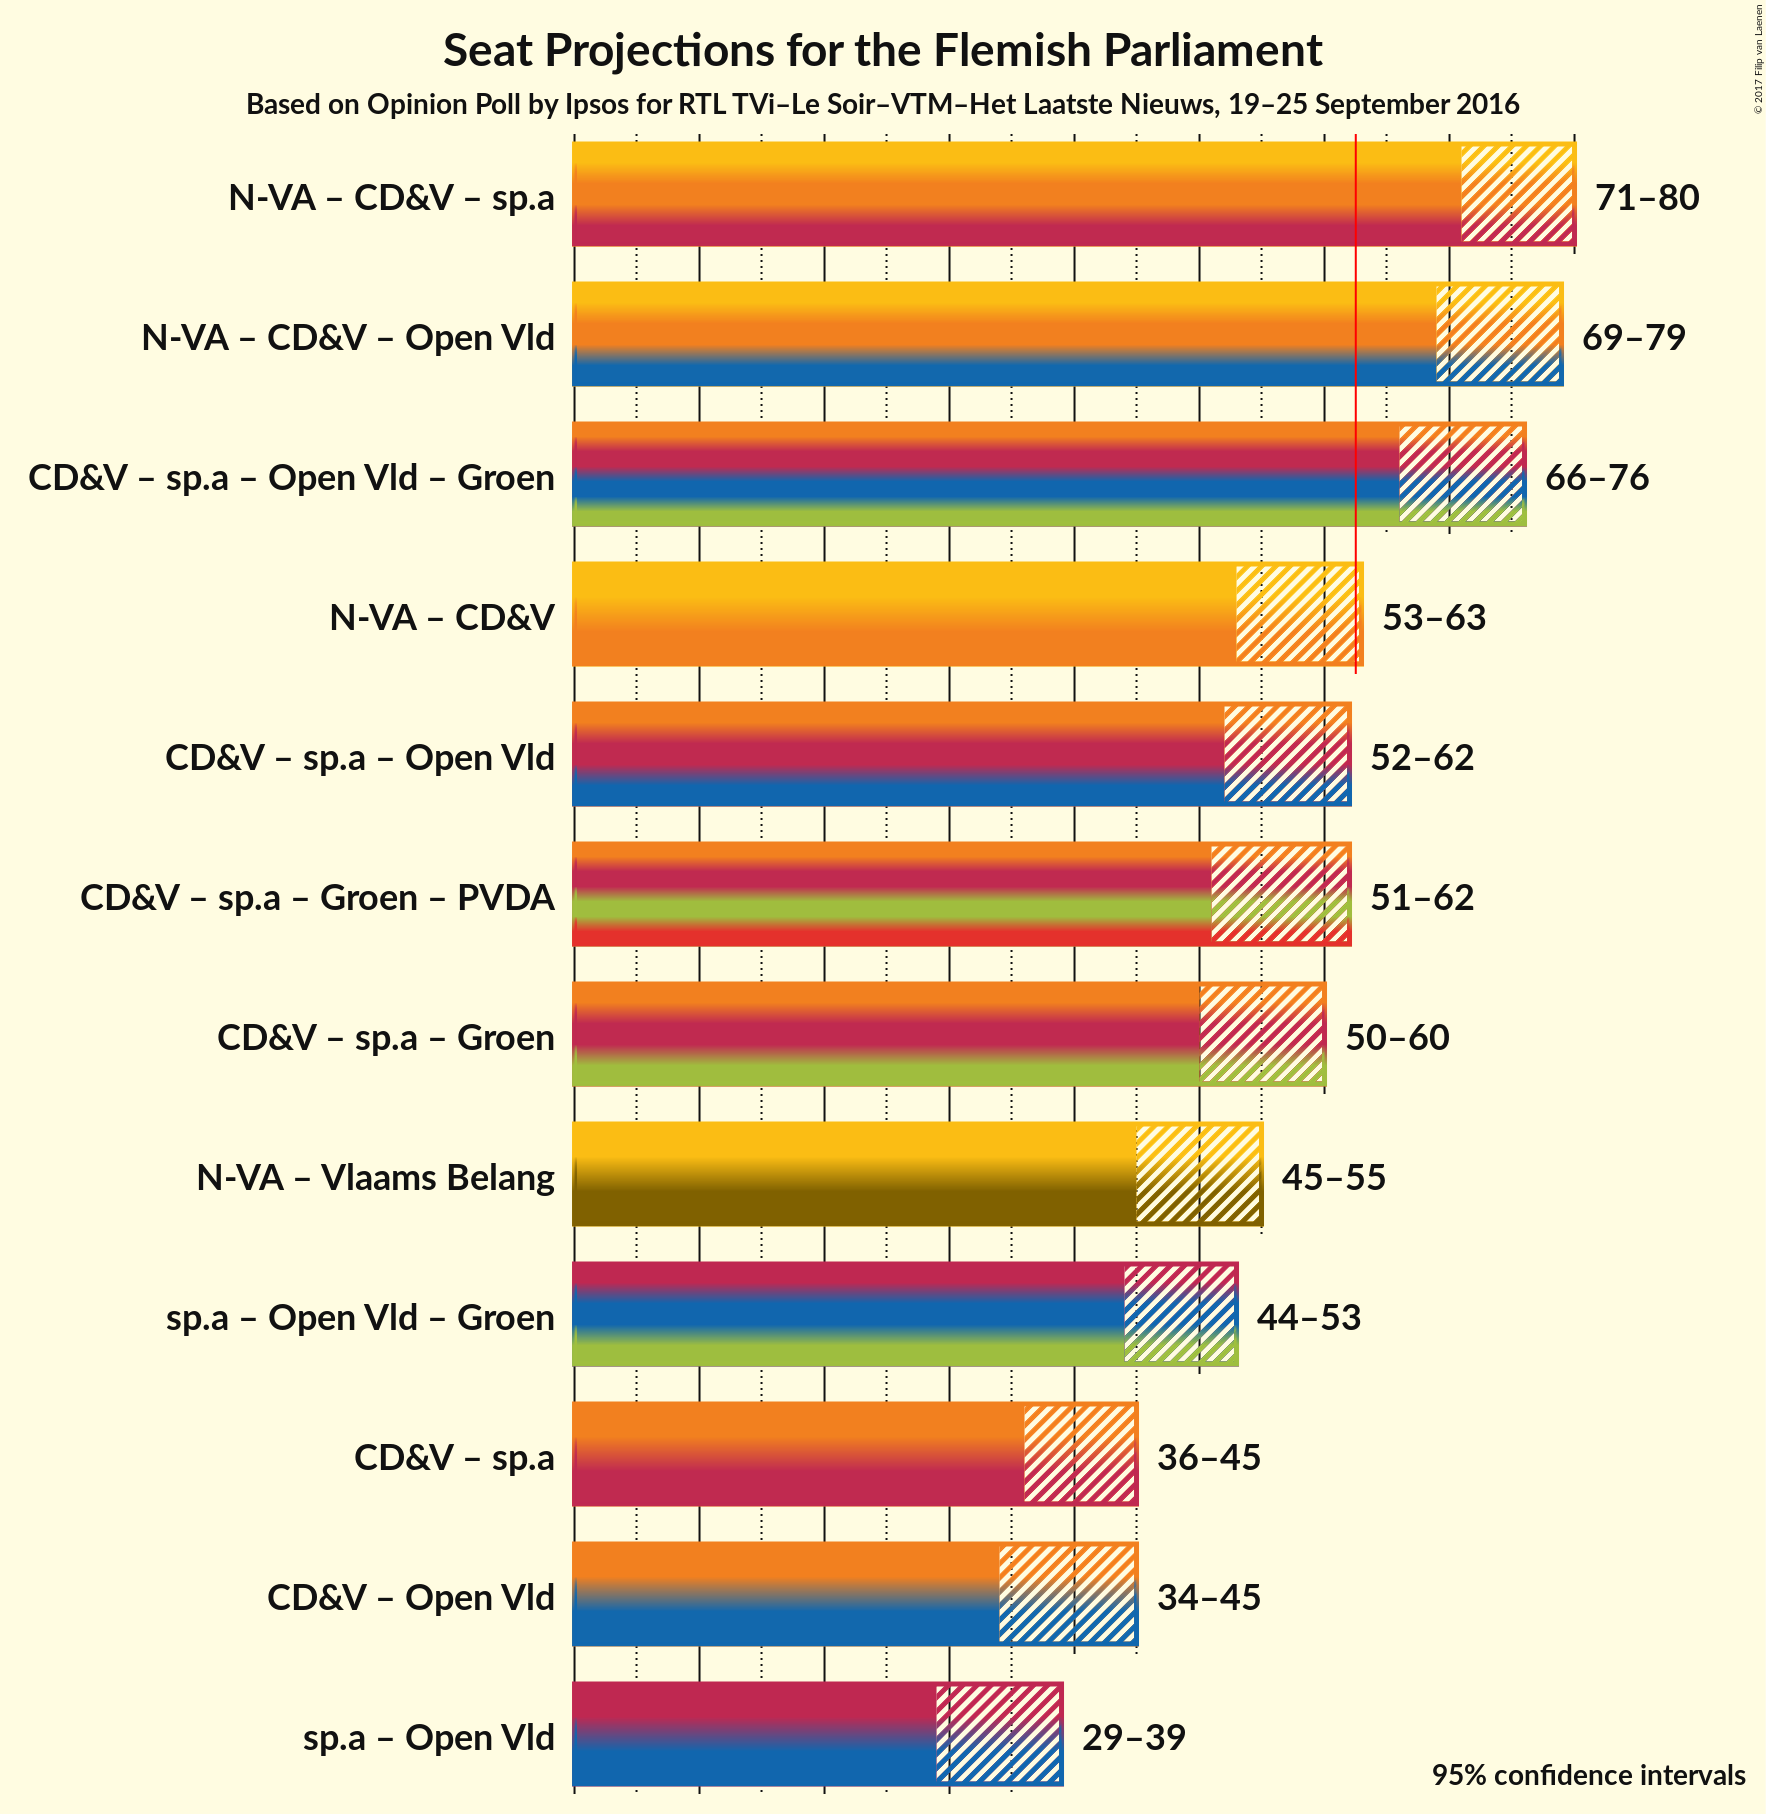 Seat Projections for the Flemish Parliament
Based on Opinion Poll by Ipsos for RTL TVi–Le Soir–VTM–Het Laatste Nieuws, 19–25 September 2016
© 2017 Filip van Laenen
N-VA – CD&V – sp.a 71–80
N-VA – CD&V – Open Vld 69–79
CD&V – sp.a – Open Vld – Groen 66–76
N-VA – CD&V 53–63
CD&V – sp.a – Open Vld 52–62
CD&V – sp.a – Groen – PVDA 51–62
CD&V – sp.a – Groen 50–60
N-VA – Vlaams Belang 45–55
sp.a – Open Vld – Groen 44–53
CD&V – sp.a 36–45
CD&V – Open Vld 34–45
sp.a – Open Vld 29–39
95% confidence intervals